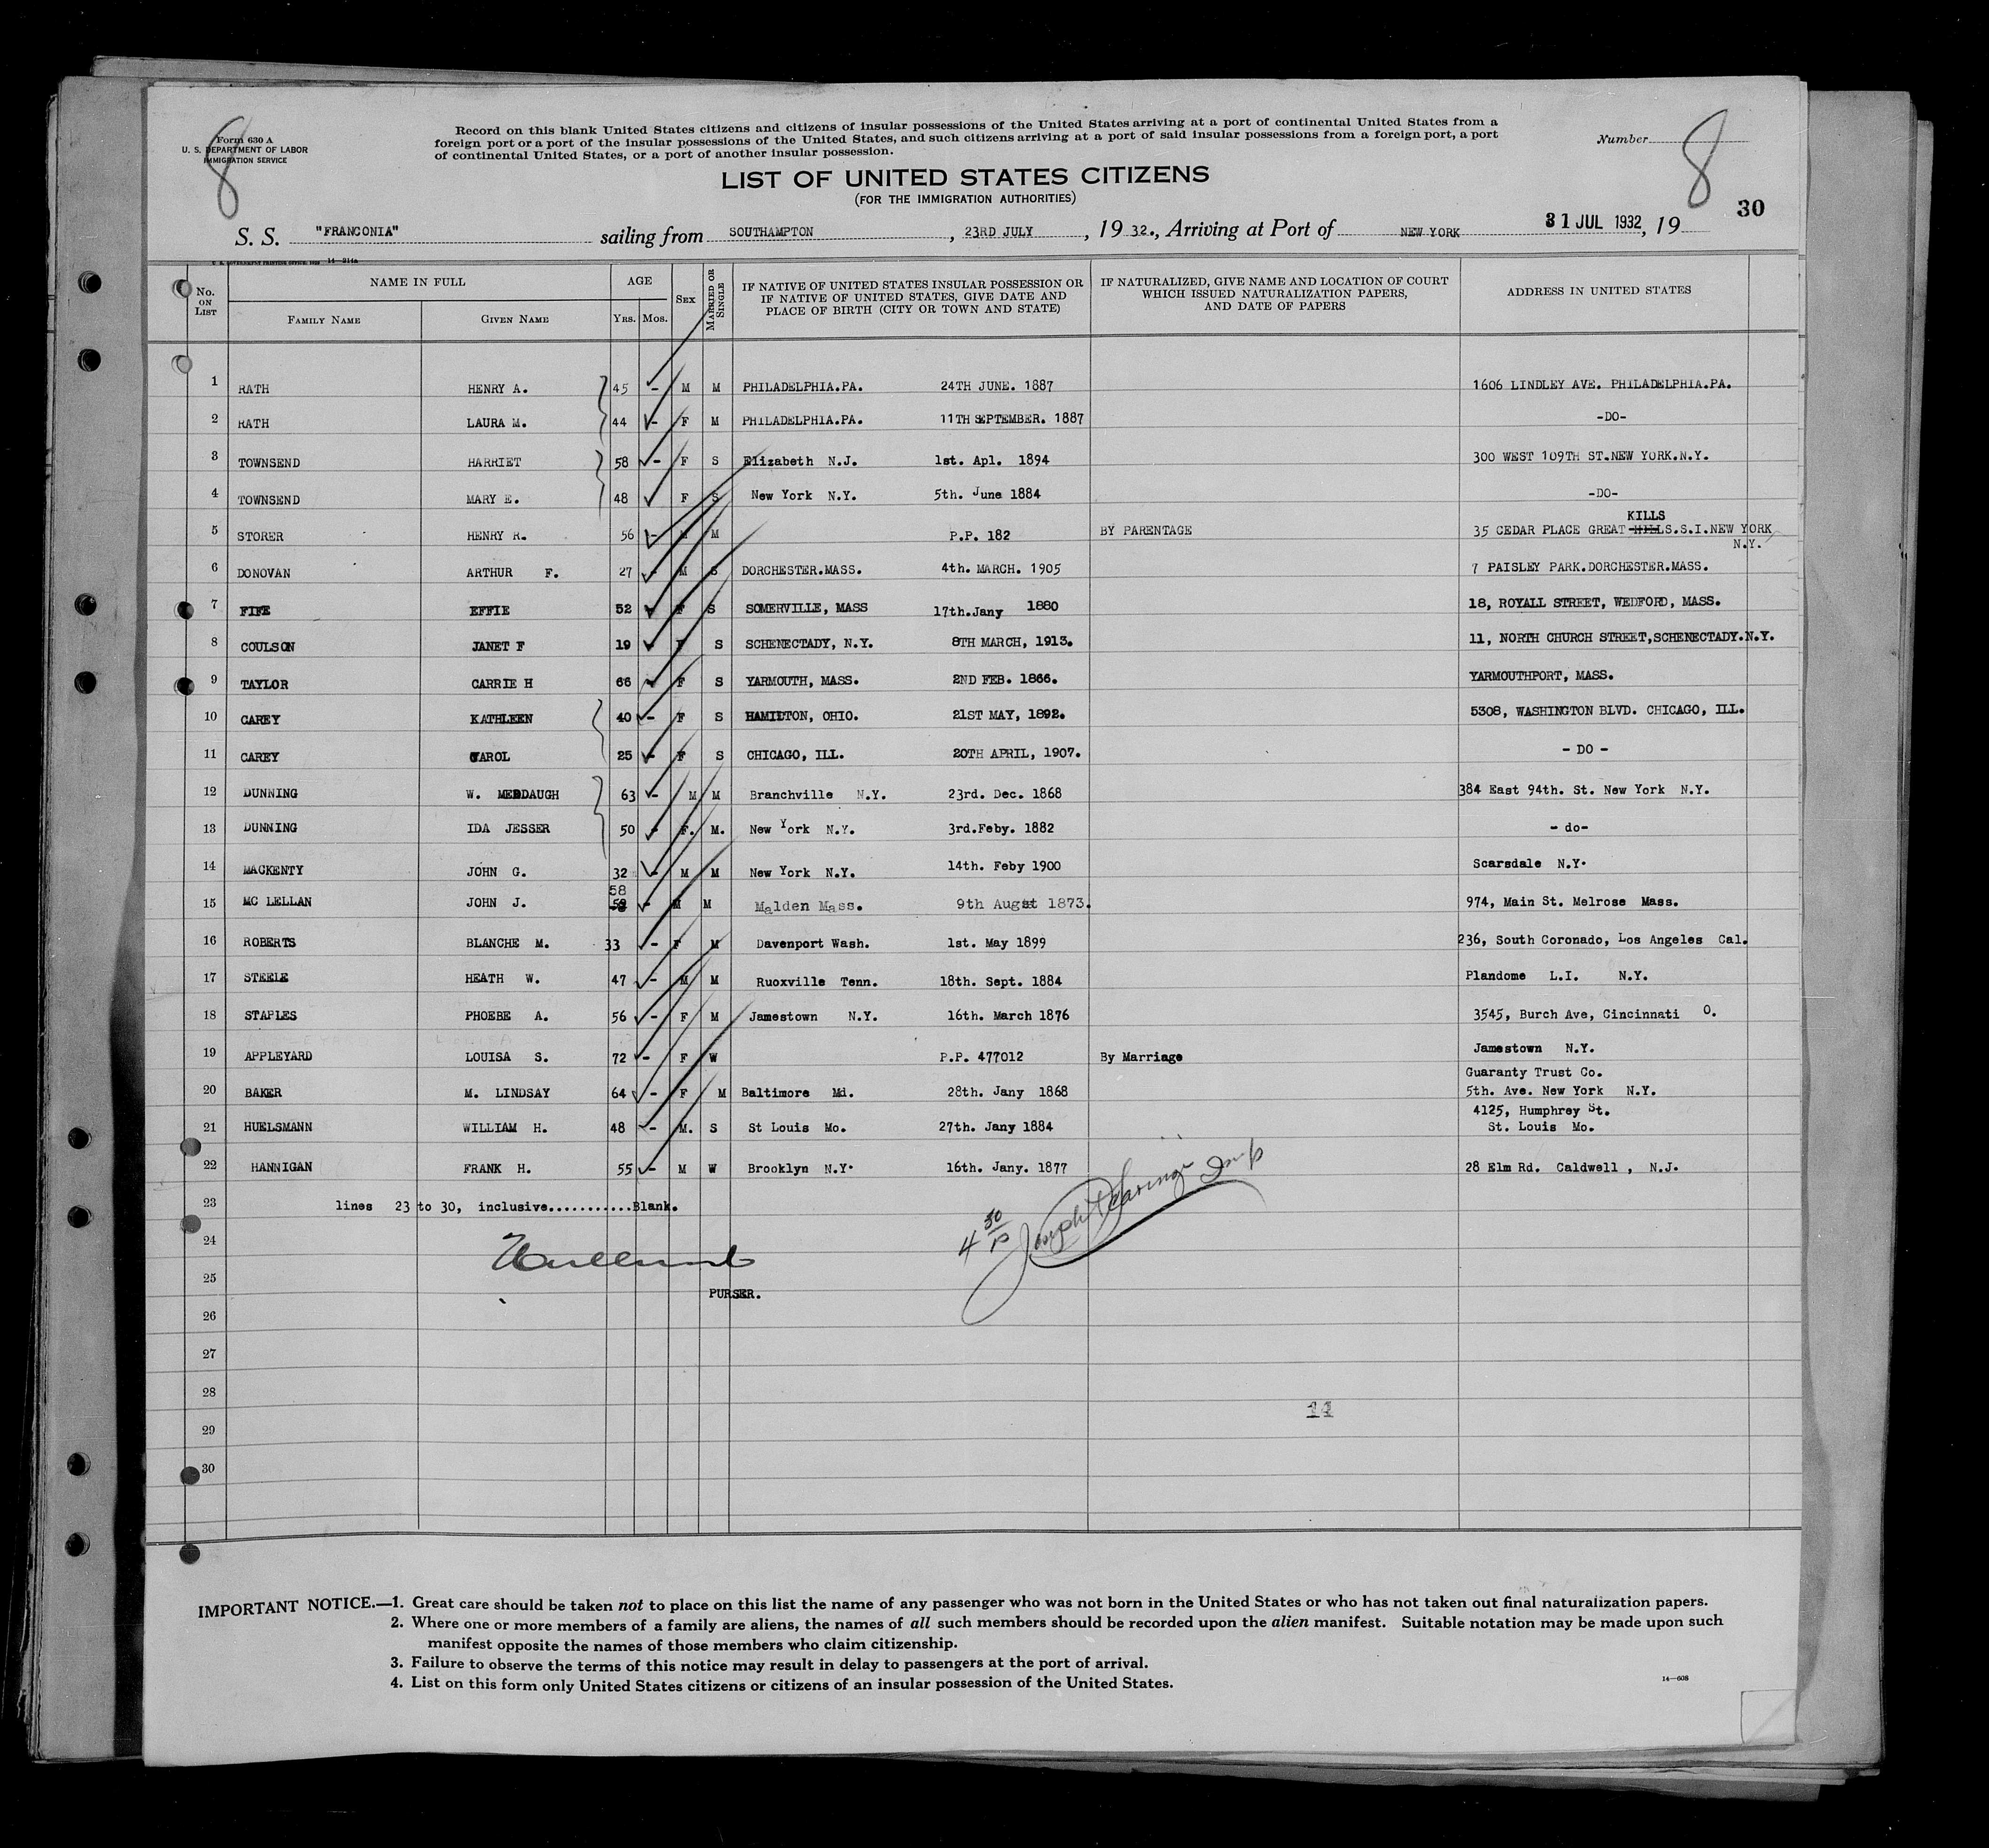 8
Form 630 A
U. S. DEPARTMENT OF LABOR
IMMIGRATION SERVICE
Record on this blank United States citizens and citizens of insular possessions of the United States arriving at a port of continental United States from a
foreign port or a port of the insular possessions of the United States, and such citizens arriving at a port of said insular possessions from a foreign port, a port
of continental United States, or a port of another insular possession.
Number 8
LIST OF UNITED STATES CITIZENS
(FOR THE IMMIGRATION AUTHORITIES)
30
S. S. "FRANCONIA" sailing from SOUTHAMPTON, 23RD JULY, 1932., Arriving at Port of NEW YORK 31 JUL 1932, 19
U. S. GOVERNMENT PRINTING OFFICE: 14-214a
No. ON LIST NAME IN FULL FAMILY NAME GIVEN NAME AGE YRS. MOS. SEX MARRIED OR SINGLE IF NATIVE OF UNITED STATES INSULAR POSSESSION OR IF NATIVE OF UNITED STATES, GIVE DATE AND PLACE OF BIRTH (CITY OR TOWN AND STATE) IF NATURALIZED, GIVE NAME AND LOCATION OF COURT WHICH ISSUED NATURALIZATION PAPERS, AND DATE OF PAPERS ADDRESS IN UNITED STATES
1 RATH HENRY A. 45 - M M PHILADELPHIA.PA. 24TH JUNE. 1887 1606 LINDLEY AVE. PHILADELPHIA.PA.
2 RATH LAURA M. 44 - F M PHILADELPHIA.PA. 11TH SEPTEMBER. 1887 -DO-
3 TOWNSEND HARRIET 58 - F S Elizabeth N.J. 1st. Apl. 1894 300 WEST 109TH ST.NEW YORK.N.Y.
4 TOWNSEND MARY E. 48 F S New York N.Y. 5th. June 1884 -DO-
KILLS
5 STORER HENRY R. 56 - M M P.P. 182 BY PARENTAGE 35 CEDAR PLACE GREAT HILLS.S.I.NEW YORK
N.Y.
6 DONOVAN ARTHUR F. 27 - M S DORCHESTER.MASS. 4th. MARCH. 1905 7 PAISLEY PARK.DORCHESTER.MASS.
7 FIFE EFFIE 52 - F S SOMERVILLE, MASS 17th.Jany 1880 18, ROYALL STREET, WEDFORD, MASS.
8 COULSON JANET F 19 - F S SCHENECTADY, N.Y. 8TH MARCH, 1913. 11, NORTH CHURCH STREET,SCHENECTADY.N.Y.
9 TAYLOR CARRIE H 66 - F S YARMOUTH, MASS. 2ND FEB. 1866. YARMOUTHPORT, MASS.
10 CAREY KATHLEEN 40 - F S HAMILTON, OHIO. 21ST MAY, 1892. 5308, WASHINGTON BLVD. CHICAGO, ILL.
11 CAREY CAROL 25 - F S CHICAGO, ILL. 20TH APRIL, 1907. - DO -
12 DUNNING W. MEDDAUGH 63 - M M Branchville N.Y. 23rd. Dec. 1868 384 East 94th. St. New York N.Y.
13 DUNNING IDA JESSER 50 - F. M. New York N.Y. 3rd.Feby. 1882 - do-
14 MACKENTY JOHN G. 32 - M M New York N.Y. 14th. Feby 1900 Scarsdale N.Y.
58
15 MC LELLAN JOHN J. 59 - M M Malden Mass. 9th August 1873. 974, Main St. Melrose Mass.
16 ROBERTS BLANCHE M. 33 - F M Davenport Wash. 1st. May 1899 236, South Coronado, Los Angeles Cal.
17 STEELE HEATH W. 47 - M M Ruoxville Tenn. 18th. Sept. 1884 Plandome L.I. N.Y.
18 STAPLES PHOEBE A. 56 - F M Jamestown N.Y. 16th. March 1876 3545, Burch Ave, Cincinnati O.
19 APPLEYARD LOUISA S. 72 - F W P.P. 477012 By Marriage Jamestown N.Y.
Guaranty Trust Co.
20 BAKER M. LINDSAY 64 - F M Baltimore Md. 28th. Jany 1868 5th. Ave. New York N.Y.
4125, Humphrey St.
21 HUELSMANN WILLIAM H. 48 - M. S St Louis Mo. 27th. Jany 1884 St. Louis Mo.
22 HANNIGAN FRANK H. 55 - M W Brooklyn N.Y. 16th. Jany. 1877 28 Elm Rd. Caldwell , N.J.
23 lines 23 to 30, inclusive...........Blank.
24
4 30 P
25
PURSER.
26
27
28
11
29
30
IMPORTANT NOTICE.—1. Great care should be taken not to place on this list the name of any passenger who was not born in the United States or who has not taken out final naturalization papers.
2. Where one or more members of a family are aliens, the names of all such members should be recorded upon the alien manifest. Suitable notation may be made upon such
manifest opposite the names of those members who claim citizenship.
3. Failure to observe the terms of this notice may result in delay to passengers at the port of arrival.
4. List on this form only United States citizens or citizens of an insular possession of the United States.
14—608